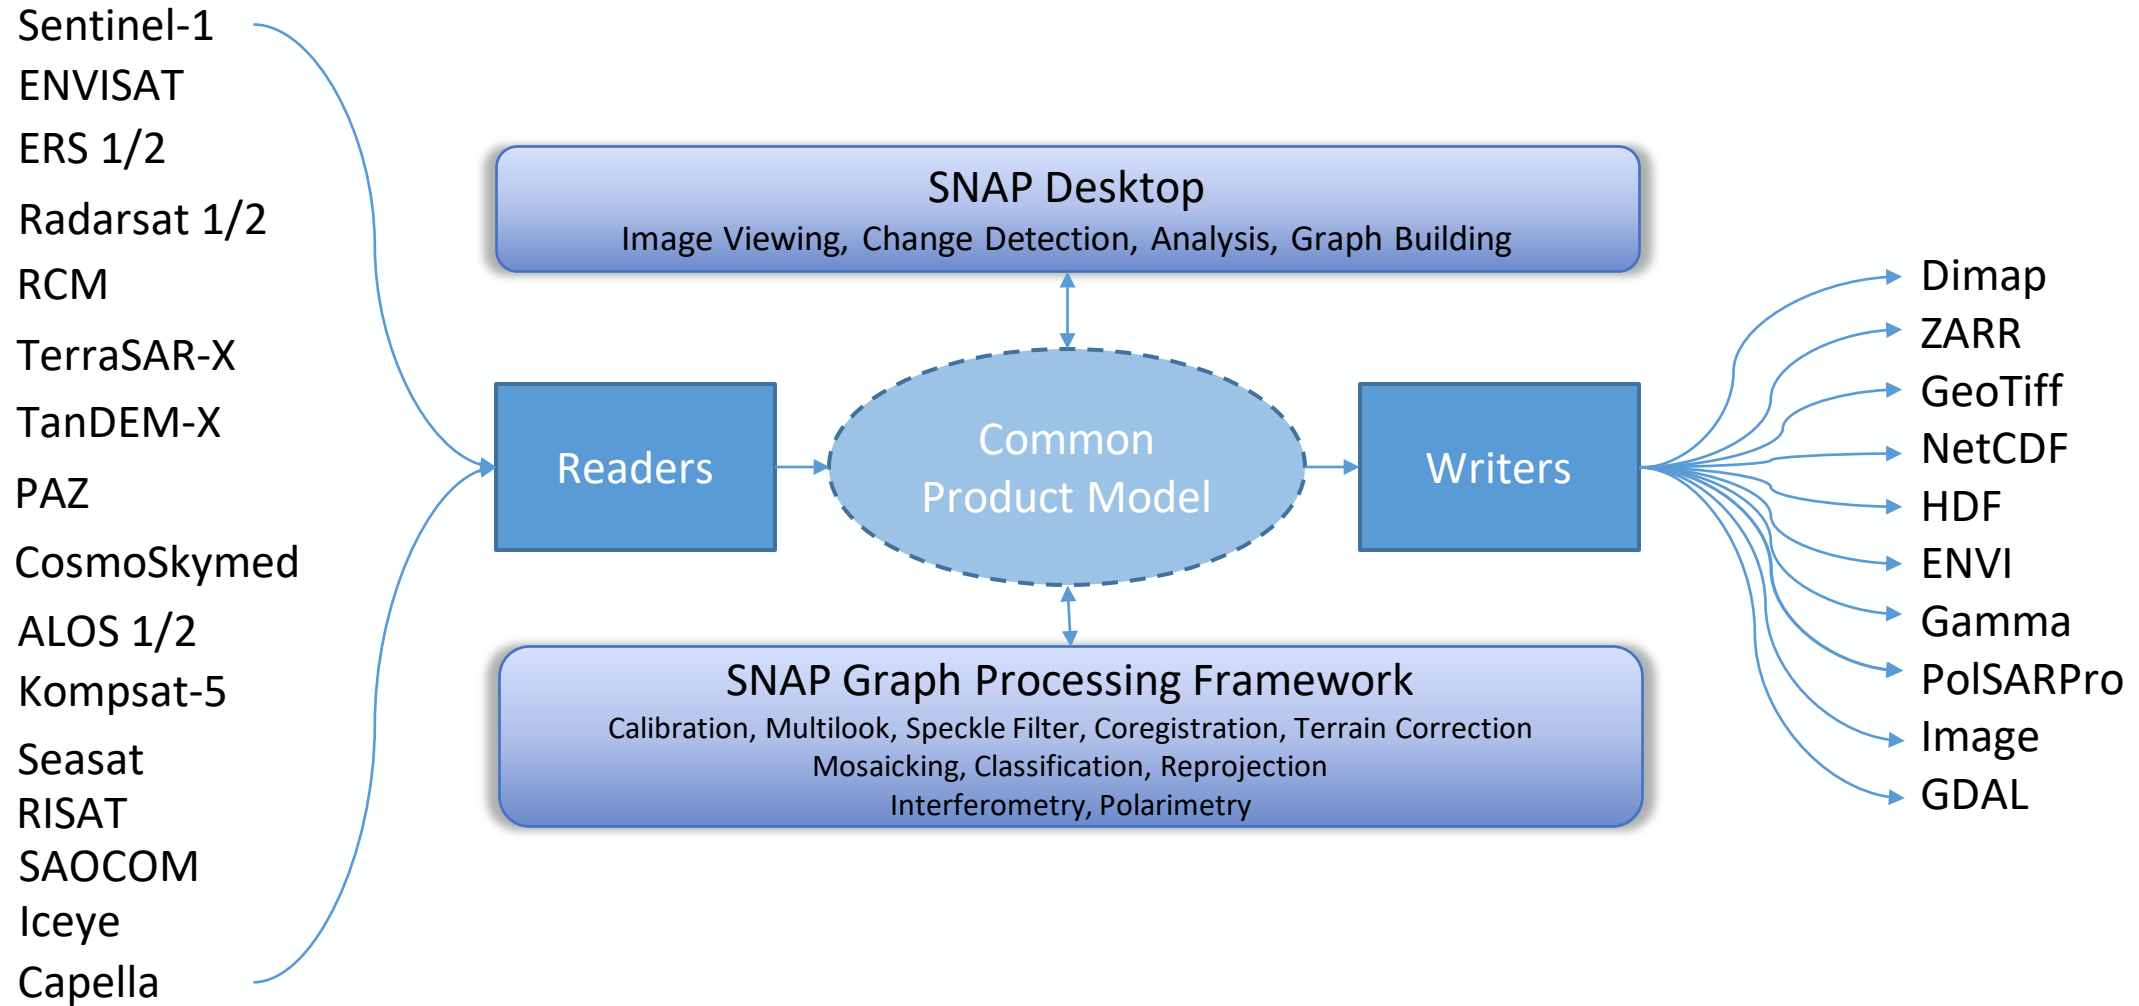 Sentinel-1
ENVISAT
ERS 1/2
Radarsat 1/2
RCM
TerraSAR-X
TanDEM-X
PAZ
CosmoSkymed
ALOS 1/2
Kompsat-5
Seasat
RISAT
SAOCOM
Iceye
Capella
SNAP Desktop
Image Viewing, Change Detection, Analysis, Graph Building
Readers
Common
Product Model
Writers
SNAP Graph Processing Framework
Calibration, Multilook, Speckle Filter, Coregistration, Terrain Correction
Mosaicking, Classification, Reprojection
Interferometry, Polarimetry
Dimap
ZARR
GeoTiff
NetCDF
HDF
ENVI
Gamma
PolSARPro
Image
GDAL